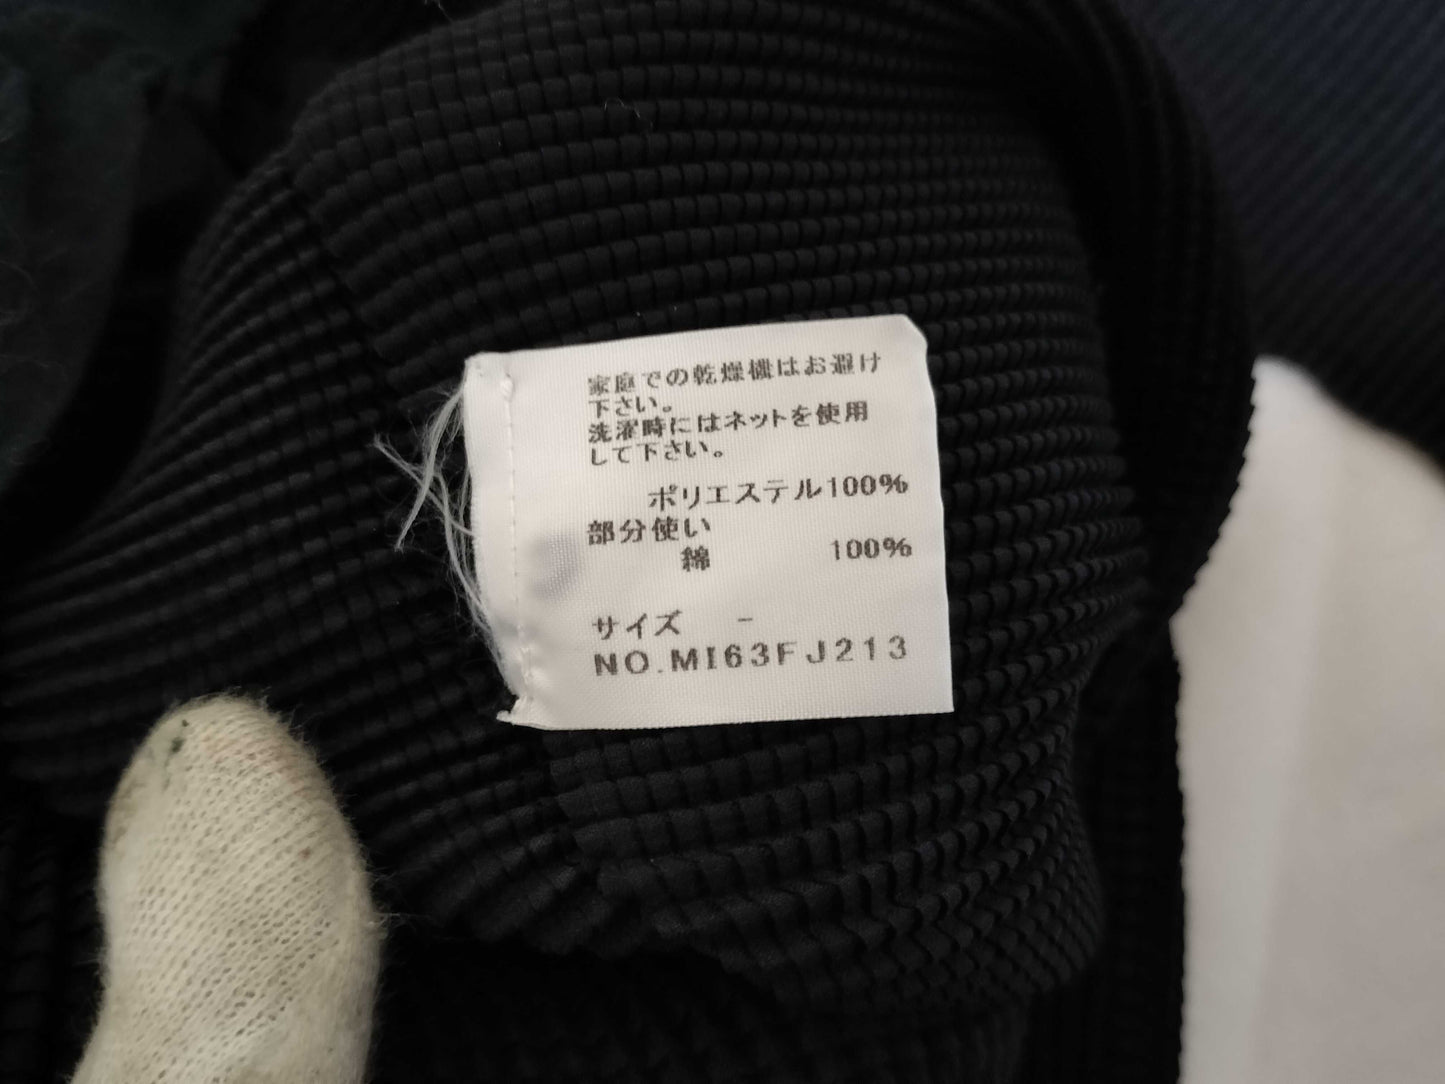 家庭での乾燥機はお避け
下さい。
洗濯時にはネットを使用
して下さい。
ポリエステル100%
部分使い
綿 100%
サイズ -
NO.MI63FJ213